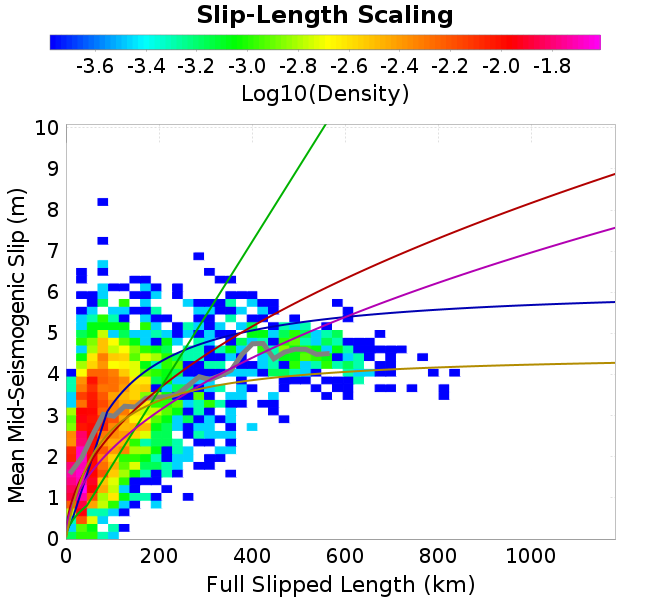 Slip-Length Scaling
-3.6 -3.4 -3.2 -3.0 -2.8 -2.6 -2.4 -2.2 -2.0 -1.8
Log10(Density)
Mean Mid-Seismogenic Slip (m)
10
9
8
7
6
5
4
3
2
1
0
0 200 400 600 800 1000
Full Slipped Length (km)